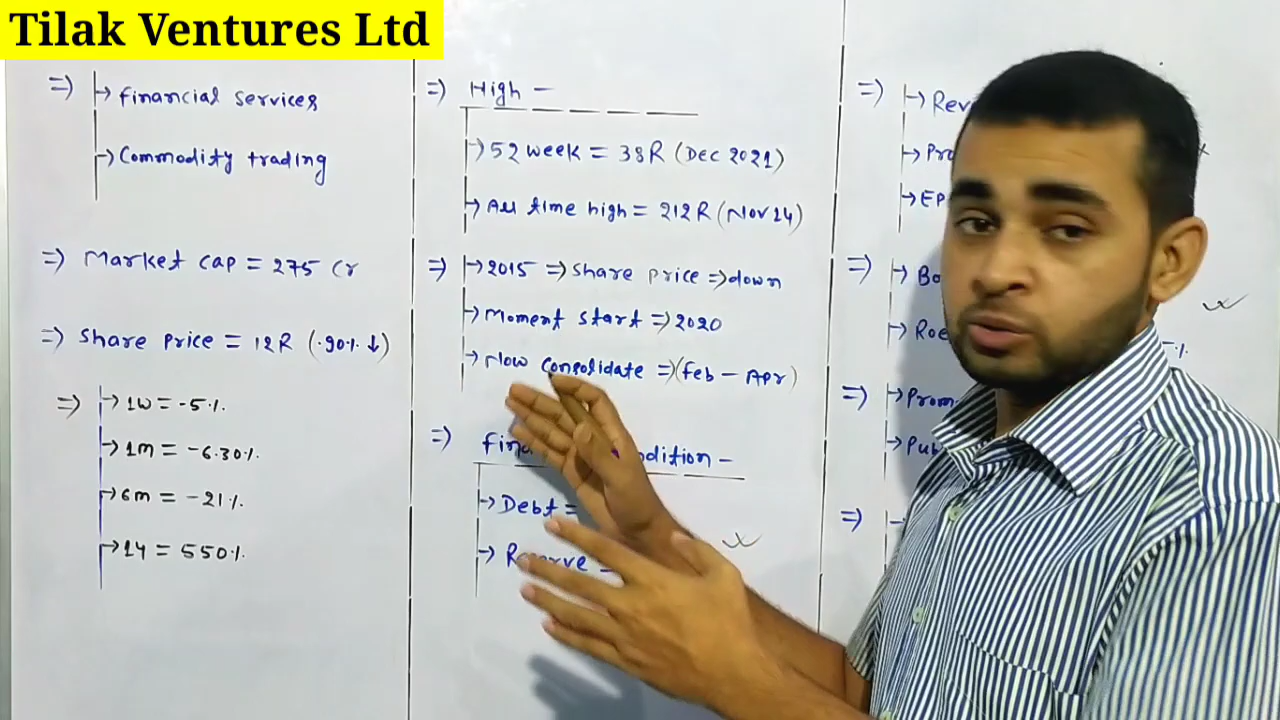 Tilak Ventures Ltd
=> → financial services
→ Commodity trading
=> Market cap = 275 Cr
=> Share price = 12R (.90% ↓)
=> → 1W = -5%.
→ 1m = -6.30%.
→ 6m = -21%.
→ 1Y = 550%.
=> High -
→ 52 week = 38R (Dec 2021)
→ All time high = 212R (Nov 14)
=> → 2015 => Share price => down
→ Moment start => 2020
→ Now consolidate => (Feb - Apr)
=>
→ Debt =
→ Reserve -
=> → Rev
→ Pro
→ EP
=> → Bo
→ Roe
=> → Prom
→ Pub
=>